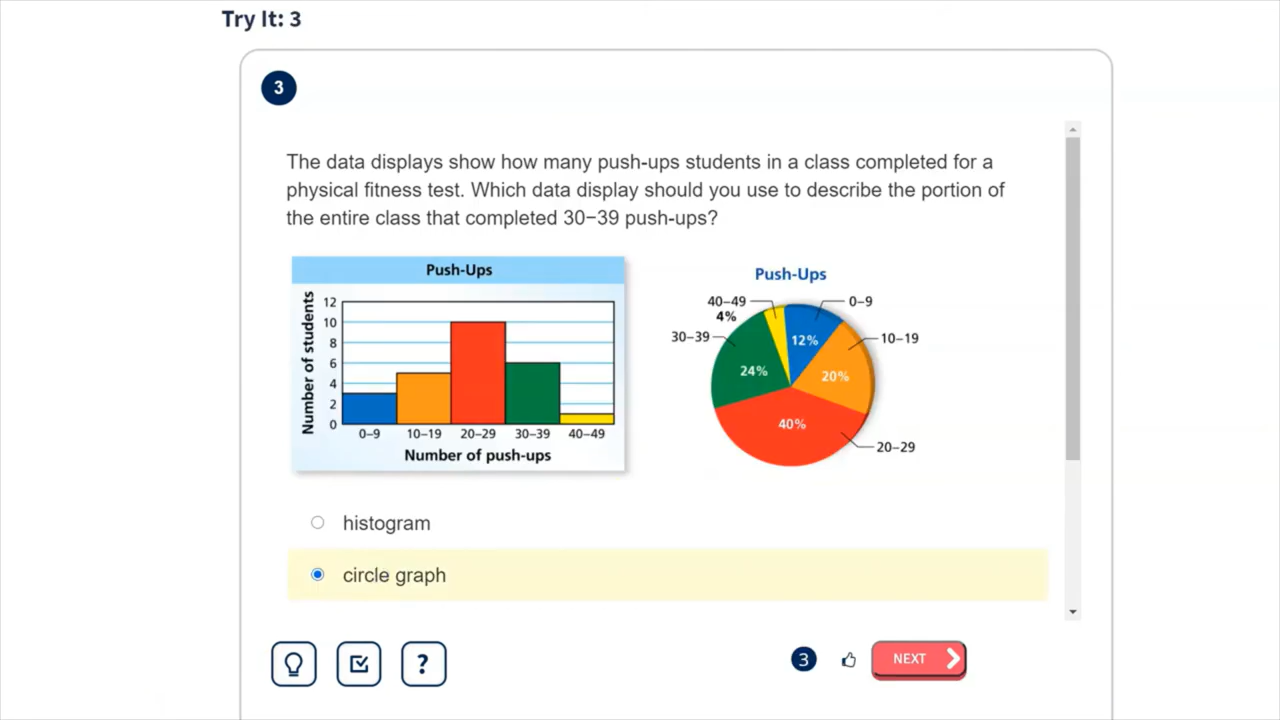 Try It: 3
3
The data displays show how many push-ups students in a class completed for a
physical fitness test. Which data display should you use to describe the portion of
the entire class that completed 30−39 push-ups?
Push-Ups
Number of students
12
10
8
6
4
2
0
0–9
10–19
20–29
30–39
40–49
Number of push-ups
Push-Ups
40–49
4%
0–9
30–39
10–19
12%
24%
20%
40%
20–29
histogram
circle graph
?
3
NEXT